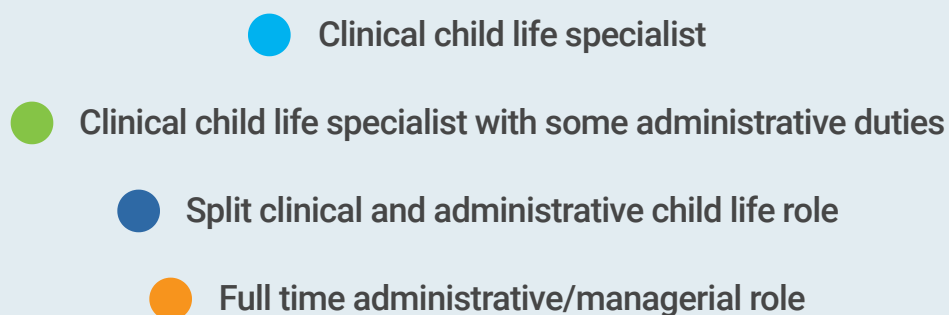 Clinical child life specialist
Clinical child life specialist with some administrative duties
Split clinical and administrative child life role
Full time administrative/managerial role